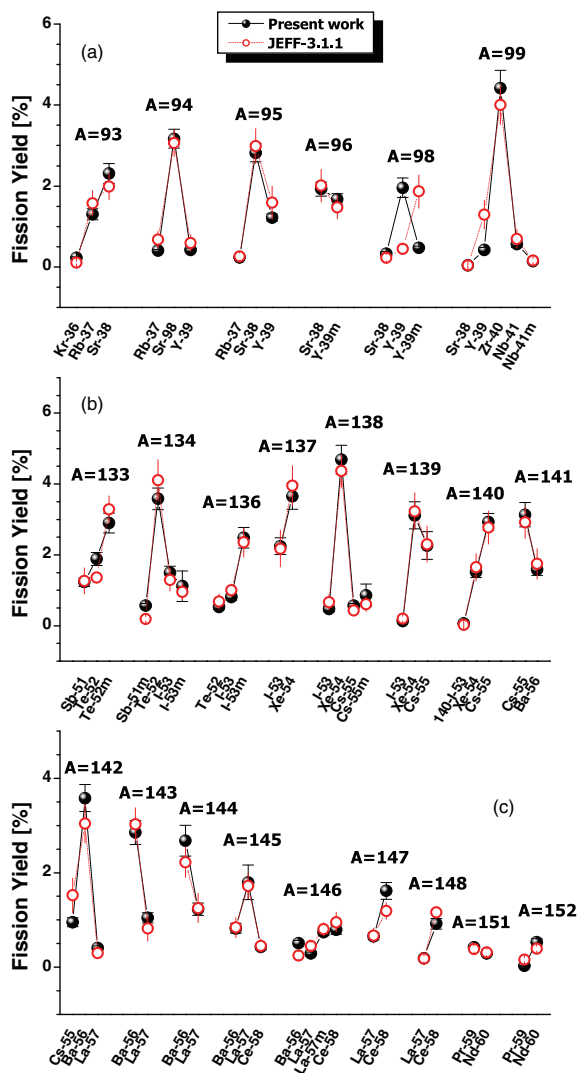 Present work
JEFF-3.1.1
(a)
Fission Yield [%]
6
4
2
0
A=93
A=94
A=95
A=96
A=98
A=99
Kr-36
Rb-37
Sr-38
Rb-37
Sr-98
Y-39
Rb-37
Sr-38
Y-39
Sr-38
Y-39m
Sr-38
Y-39
Y-39m
Sr-38
Y-39
Zr-40
Nb-41
Nb-41m
(b)
Fission Yield [%]
6
4
2
0
A=133
A=134
A=136
A=137
A=138
A=139
A=140
A=141
Sb-51
Te-52
Te-52m
Sb-51m
Te-52
I-53
I-53m
Te-52
I-53
I-53m
I-53
Xe-54
I-53
Xe-54
Cs-55
Cs-55m
I-53
Xe-54
Cs-55
140-I-53
Xe-54
Cs-55
Cs-55
Ba-56
(c)
Fission Yield [%]
4
2
0
A=142
A=143
A=144
A=145
A=146
A=147
A=148
A=151
A=152
Cs-55
Ba-56
La-57
Ba-56
La-57
Ba-56
La-57
Ba-56
La-57
Ce-58
Ba-56
La-57
La-57m
Ce-58
La-57
Ce-58
La-57
Ce-58
Pr-59
Nd-60
Pr-59
Nd-60